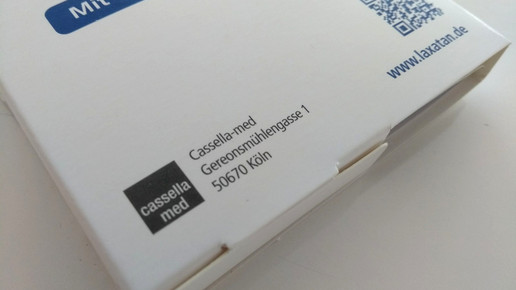 Mit
www.laxatan.de
Cassella-med
Gereonsmühlengasse 1
50670 Köln
cassella
med